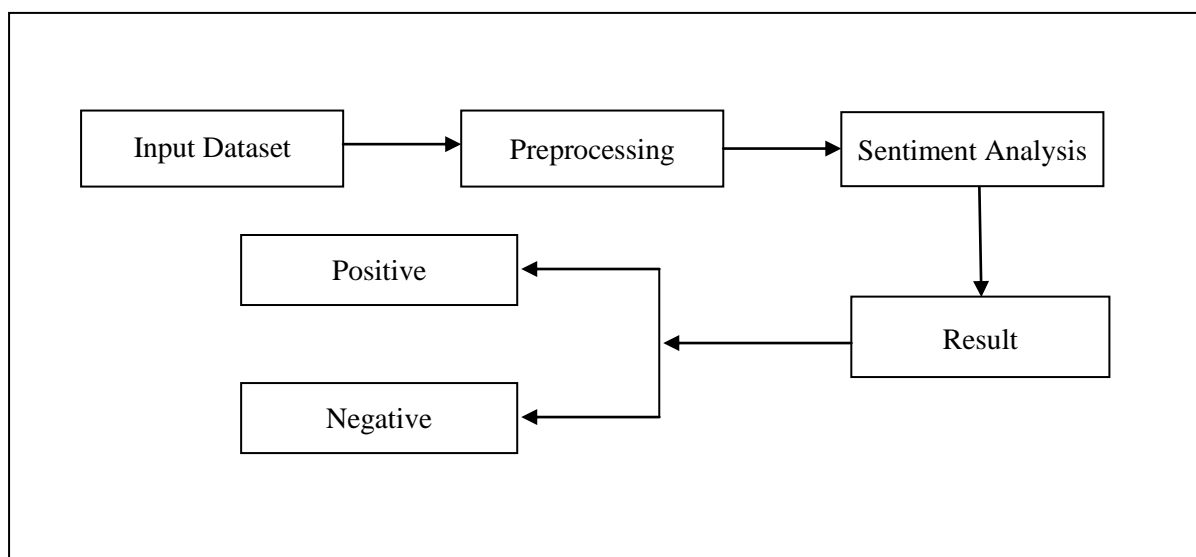 Input Dataset
Preprocessing
Sentiment Analysis
Positive
Result
Negative